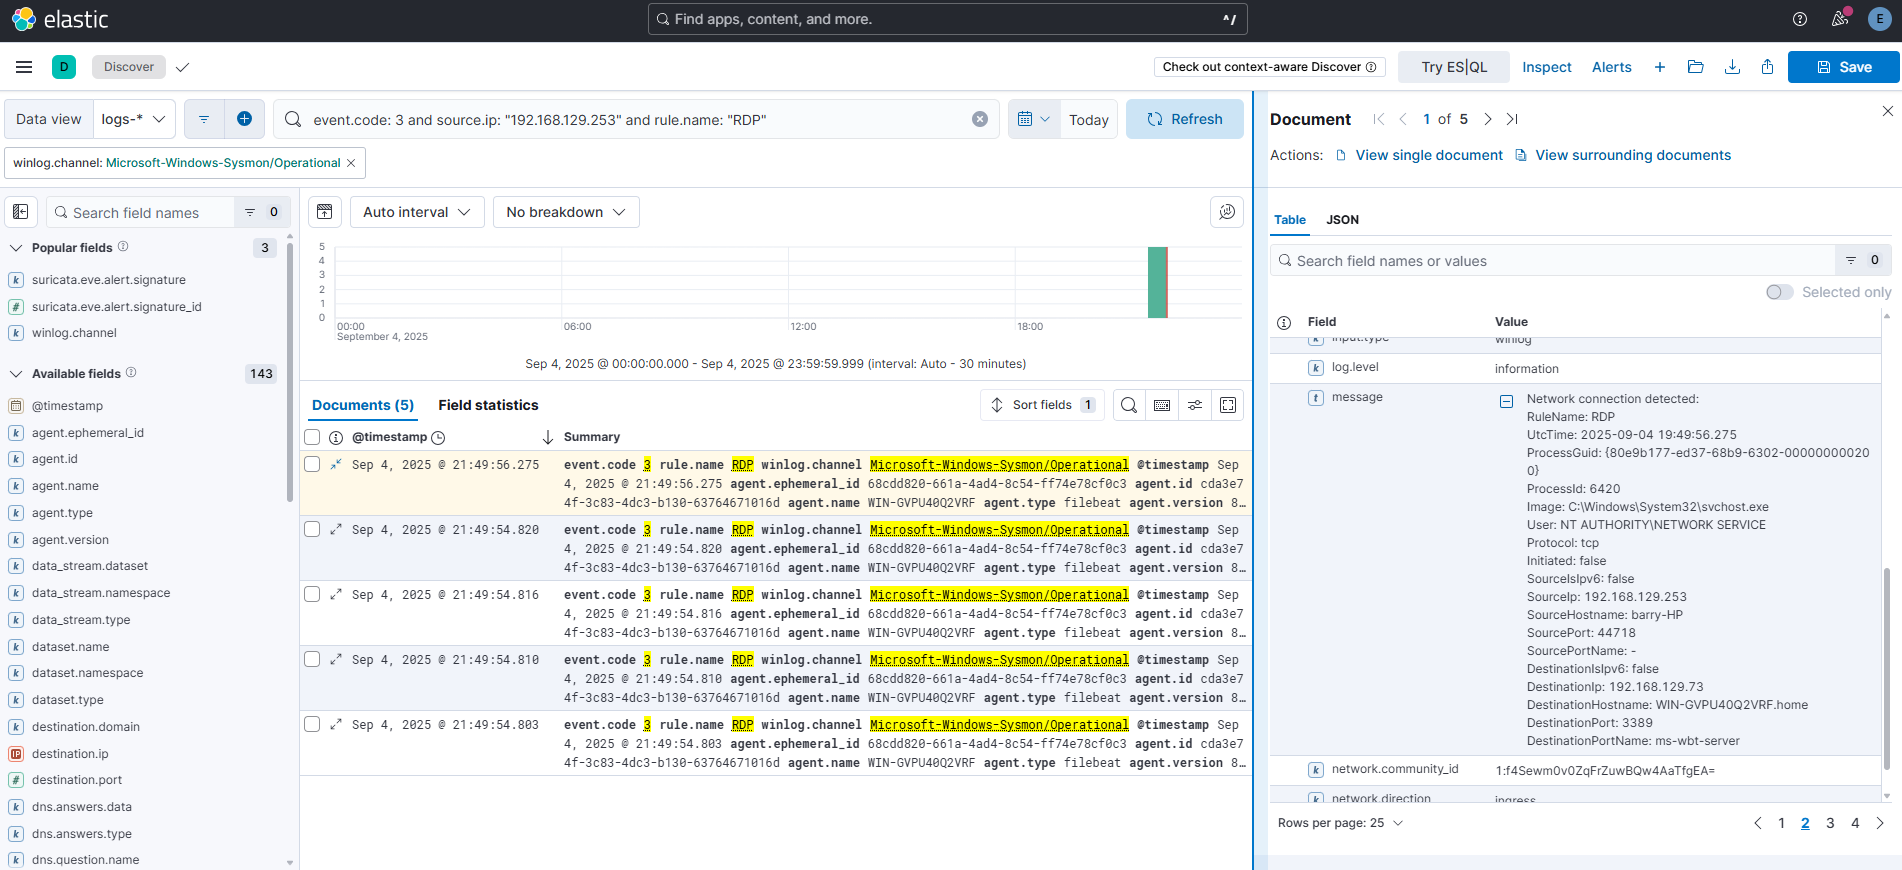 elastic
Find apps, content, and more.
^/
E
D
Discover
Check out context-aware Discover
Try ES|QL
Inspect
Alerts
Save
Data view
logs-*
event.code: 3 and source.ip: "192.168.129.253" and rule.name: "RDP"
Today
Refresh
winlog.channel: Microsoft-Windows-Sysmon/Operational
Search field names
0
Popular fields
3
suricata.eve.alert.signature
suricata.eve.alert.signature_id
winlog.channel
Available fields
143
@timestamp
agent.ephemeral_id
agent.id
agent.name
agent.type
agent.version
data_stream.dataset
data_stream.namespace
data_stream.type
dataset.name
dataset.namespace
dataset.type
destination.domain
destination.ip
destination.port
dns.answers.data
dns.answers.type
dns.question.name
Auto interval
No breakdown
5
4
3
2
1
0
00:00
September 4, 2025
06:00
12:00
18:00
Sep 4, 2025 @ 00:00:00.000 - Sep 4, 2025 @ 23:59:59.999 (interval: Auto - 30 minutes)
Documents (5)
Field statistics
Sort fields 1
@timestamp
Summary
Sep 4, 2025 @ 21:49:56.275
event.code 3 rule.name RDP winlog.channel Microsoft-Windows-Sysmon/Operational @timestamp Sep
4, 2025 @ 21:49:56.275 agent.ephemeral_id 68cdd820-661a-4ad4-8c54-ff74e78cf0c3 agent.id cda3e7
4f-3c83-4dc3-b130-63764671016d agent.name WIN-GVPU40Q2VRF agent.type filebeat agent.version 8…
Sep 4, 2025 @ 21:49:54.820
event.code 3 rule.name RDP winlog.channel Microsoft-Windows-Sysmon/Operational @timestamp Sep
4, 2025 @ 21:49:54.820 agent.ephemeral_id 68cdd820-661a-4ad4-8c54-ff74e78cf0c3 agent.id cda3e7
4f-3c83-4dc3-b130-63764671016d agent.name WIN-GVPU40Q2VRF agent.type filebeat agent.version 8…
Sep 4, 2025 @ 21:49:54.816
event.code 3 rule.name RDP winlog.channel Microsoft-Windows-Sysmon/Operational @timestamp Sep
4, 2025 @ 21:49:54.816 agent.ephemeral_id 68cdd820-661a-4ad4-8c54-ff74e78cf0c3 agent.id cda3e7
4f-3c83-4dc3-b130-63764671016d agent.name WIN-GVPU40Q2VRF agent.type filebeat agent.version 8…
Sep 4, 2025 @ 21:49:54.810
event.code 3 rule.name RDP winlog.channel Microsoft-Windows-Sysmon/Operational @timestamp Sep
4, 2025 @ 21:49:54.810 agent.ephemeral_id 68cdd820-661a-4ad4-8c54-ff74e78cf0c3 agent.id cda3e7
4f-3c83-4dc3-b130-63764671016d agent.name WIN-GVPU40Q2VRF agent.type filebeat agent.version 8…
Sep 4, 2025 @ 21:49:54.803
event.code 3 rule.name RDP winlog.channel Microsoft-Windows-Sysmon/Operational @timestamp Sep
4, 2025 @ 21:49:54.803 agent.ephemeral_id 68cdd820-661a-4ad4-8c54-ff74e78cf0c3 agent.id cda3e7
4f-3c83-4dc3-b130-63764671016d agent.name WIN-GVPU40Q2VRF agent.type filebeat agent.version 8…
Document
1 of 5
Actions:
View single document
View surrounding documents
Table
JSON
Search field names or values
0
Selected only
Field
Value
input.type
winlog
log.level
information
message
Network connection detected:
RuleName: RDP
UtcTime: 2025-09-04 19:49:56.275
ProcessGuid: {80e9b177-ed37-68b9-6302-00000000020
0}
ProcessId: 6420
Image: C:\Windows\System32\svchost.exe
User: NT AUTHORITY\NETWORK SERVICE
Protocol: tcp
Initiated: false
SourceIsIpv6: false
SourceIp: 192.168.129.253
SourceHostname: barry-HP
SourcePort: 44718
SourcePortName: -
DestinationIsIpv6: false
DestinationIp: 192.168.129.73
DestinationHostname: WIN-GVPU40Q2VRF.home
DestinationPort: 3389
DestinationPortName: ms-wbt-server
network.community_id
1:f4Sewm0v0ZqFrZuwBQw4AaTfgEA=
network.direction
ingress
Rows per page: 25
1
2
3
4